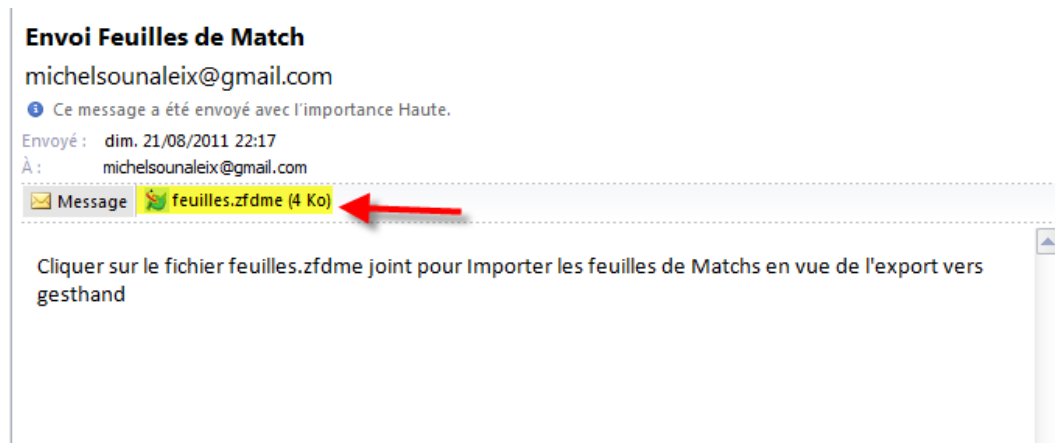 Envoi Feuilles de Match
michelsounaleix@gmail.com
Ce message a été envoyé avec l'importance Haute.
Envoyé : dim. 21/08/2011 22:17
À : michelsounaleix@gmail.com
Message feuilles.zfdme (4 Ko)
Cliquer sur le fichier feuilles.zfdme joint pour Importer les feuilles de Matchs en vue de l'export vers
gesthand